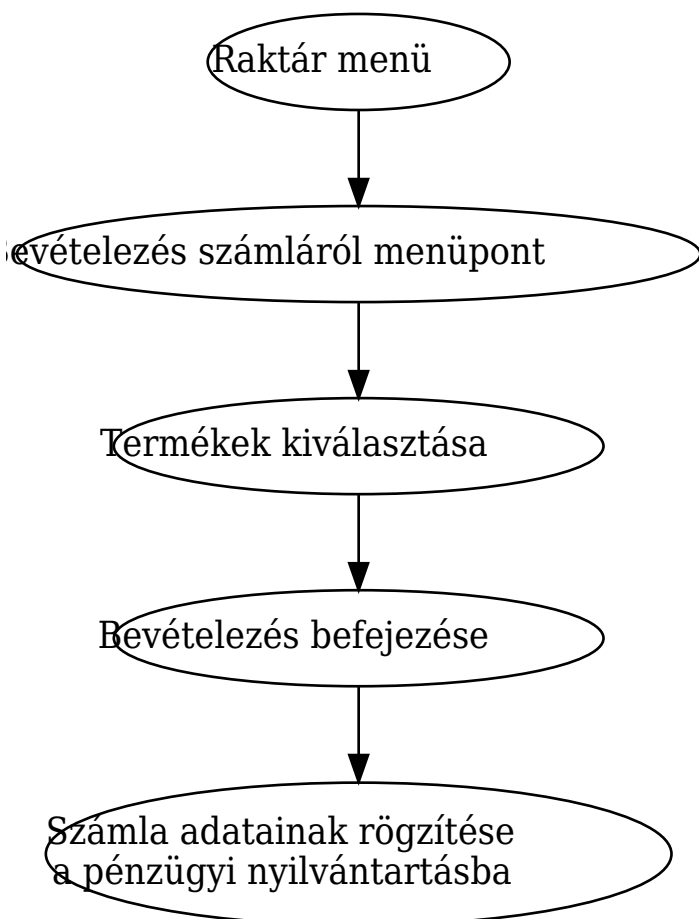 Raktár menü
Bevételezés számláról menüpont
Termékek kiválasztása
Bevételezés befejezése
Számla adatainak rögzítése
a pénzügyi nyilvántartásba